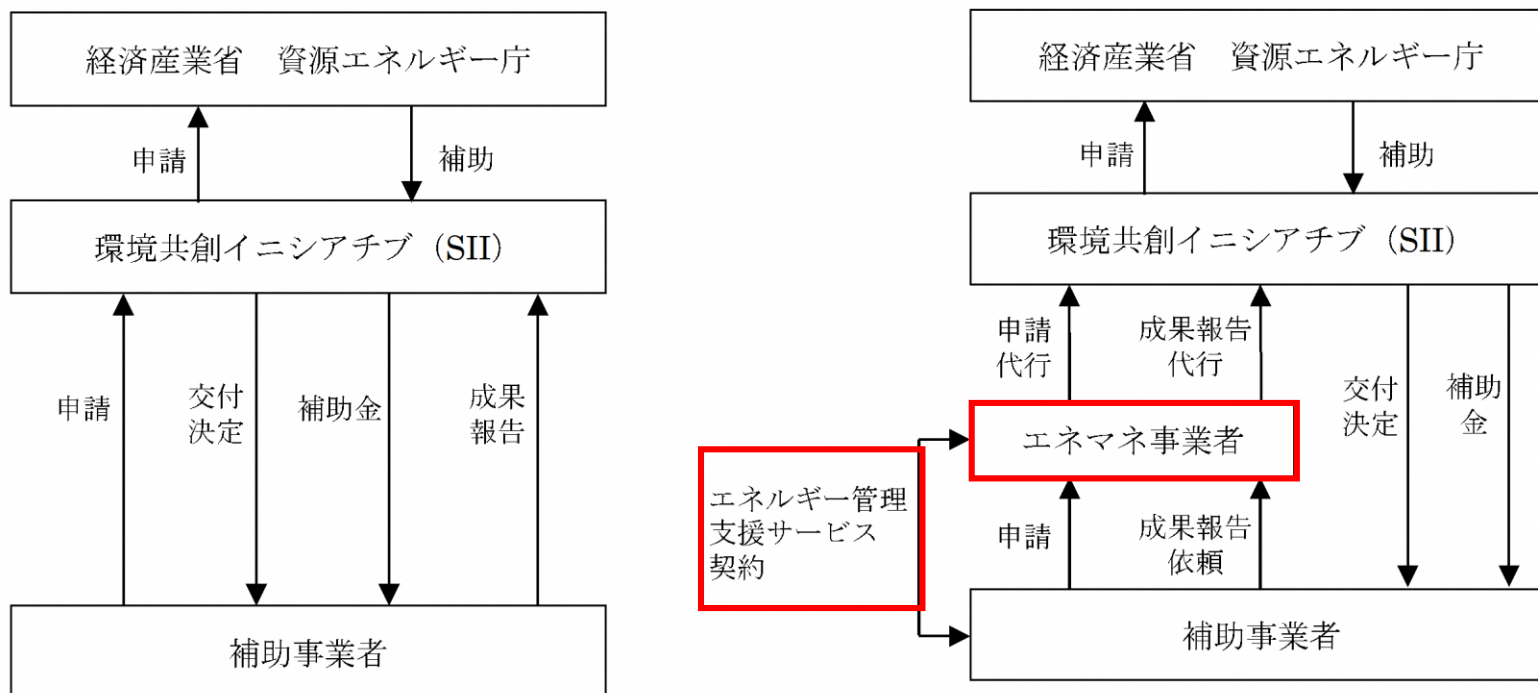 経済産業省　資源エネルギー庁
申請
補助
環境共創イニシアチブ（SII）
申請
交付
決定
補助金
成果
報告
補助事業者
経済産業省　資源エネルギー庁
申請
補助
環境共創イニシアチブ（SII）
申請
代行
成果報告
代行
交付
決定
補助
金
エネマネ事業者
エネルギー管理
支援サービス
契約
申請
成果報告
依頼
補助事業者